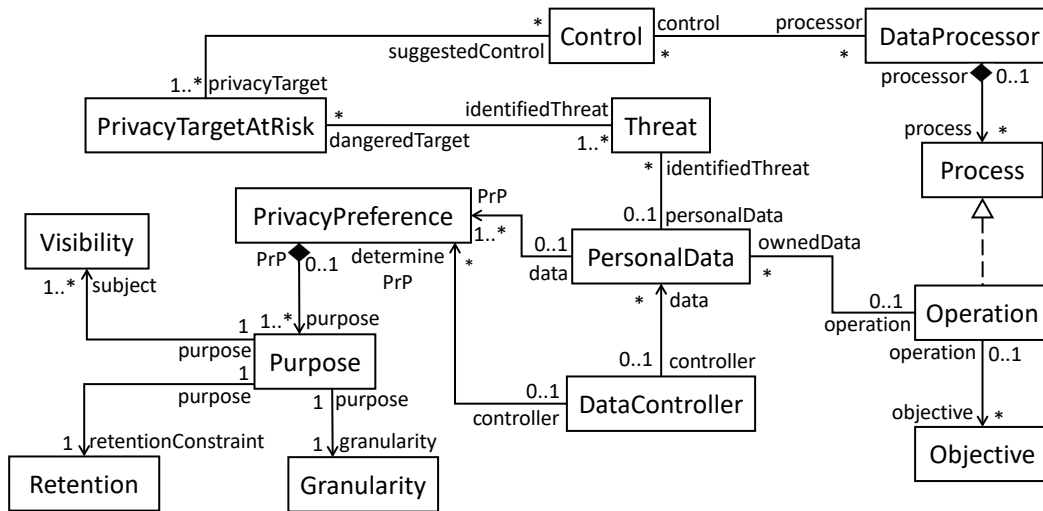 * control processor
Control DataProcessor
suggestedControl * *
processor 0..1
1..* privacyTarget
* identifiedThreat
PrivacyTargetAtRisk Threat
dangeredTarget 1..*
process *
Process
* identifiedThreat
PrP
PrivacyPreference
1..*
0..1 personalData
Visibility
PrP 0..1
determine
PrP
*
0..1
data
PersonalData
ownedData
*
1..* subject
* data
0..1
operation
Operation
operation 0..1
1..* purpose
1
purpose
Purpose
1
purpose
1 purpose
0..1 controller
0..1
controller
DataController
objective *
1 retentionConstraint
1 granularity
Retention Granularity Objective